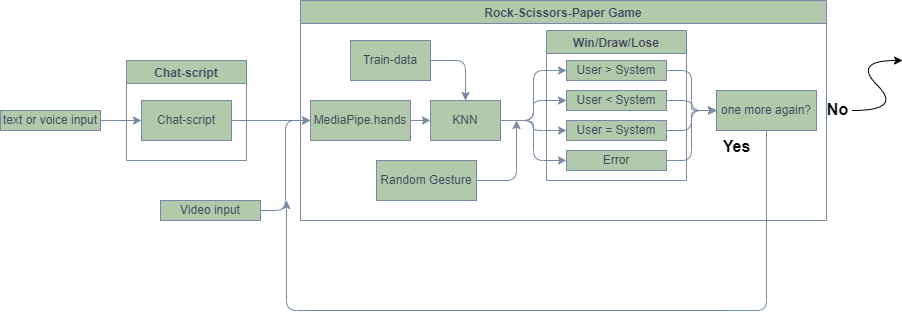 Rock-Scissors-Paper Game
Win/Draw/Lose
Train-data
Chat-script
User > System
User < System
one more again?
No
text or voice input
Chat-script
MediaPipe.hands
KNN
User = System
Yes
Error
Random Gesture
Video input